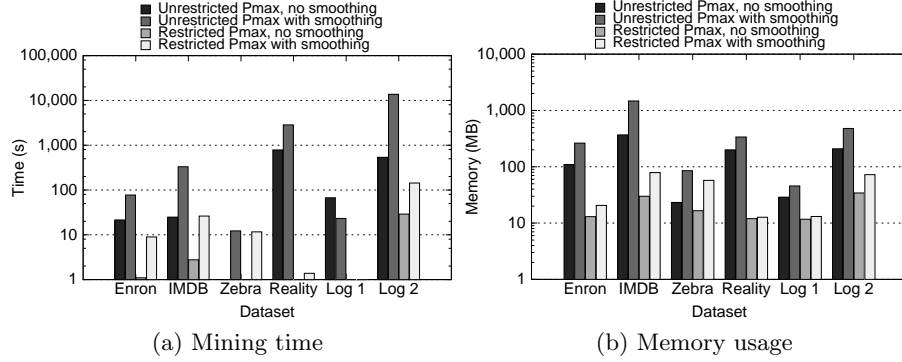 Unrestricted Pmax, no smoothing
Unrestricted Pmax with smoothing
Restricted Pmax, no smoothing
Restricted Pmax with smoothing
100,000
10,000
1,000
100
10
1
Time (s)
Enron IMDB Zebra Reality Log 1 Log 2
Dataset
(a) Mining time
Unrestricted Pmax, no smoothing
Unrestricted Pmax with smoothing
Restricted Pmax, no smoothing
Restricted Pmax with smoothing
10,000
1,000
100
10
1
Memory (MB)
Enron IMDB Zebra Reality Log 1 Log 2
Dataset
(b) Memory usage